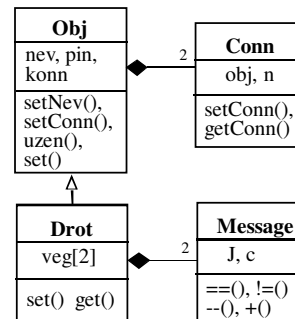 Obj
nev, pin,
konn
setNev(),
setConn(),
uzen(),
set()
2
Conn
obj, n
setConn(),
getConn()
Drot
veg[2]
set() get()
2
Message
J, c
==(), !=()
--(), +()